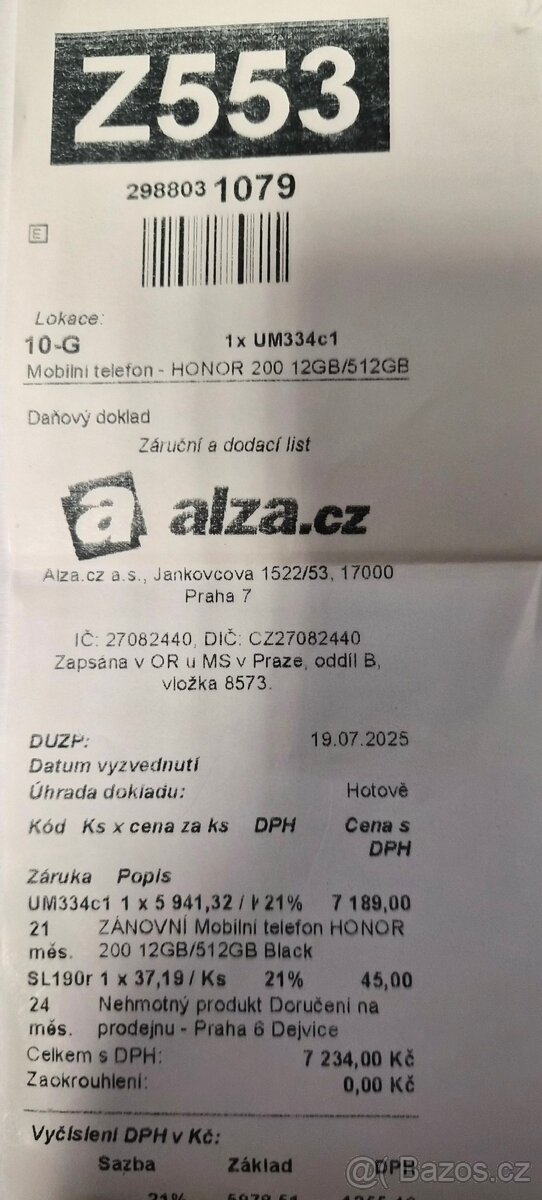 Z553
298803 1079
E
Lokace:
10-G 1x UM334c1
Mobilní telefon - HONOR 200 12GB/512GB
Daňový doklad
Záruční a dodací list
a alza.cz
Alza.cz a.s., Jankovcova 1522/53, 17000
Praha 7
IČ: 27082440, DIČ: CZ27082440
Zapsána v OR u MS v Praze, oddíl B,
vložka 8573.
DUZP: 19.07.2025
Datum vyzvednutí
Úhrada dokladu: Hotově
Kód Ks x cena za ks DPH Cena s
DPH
Záruka Popis
UM334c1 1 x 5 941,32 / 21% 7 189,00
21 ZÁNOVNÍ Mobilní telefon HONOR
měs. 200 12GB/512GB Black
SL190r 1 x 37,19 / Ks 21% 45,00
24 Nehmotný produkt Doručení na
měs. prodejnu - Praha 6 Dejvice
Celkem s DPH: 7 234,00 Kč
Zaokrouhlení: 0,00 Kč
Vyčíslení DPH v Kč:
Sazba Základ DPH
21%
Bazos.cz